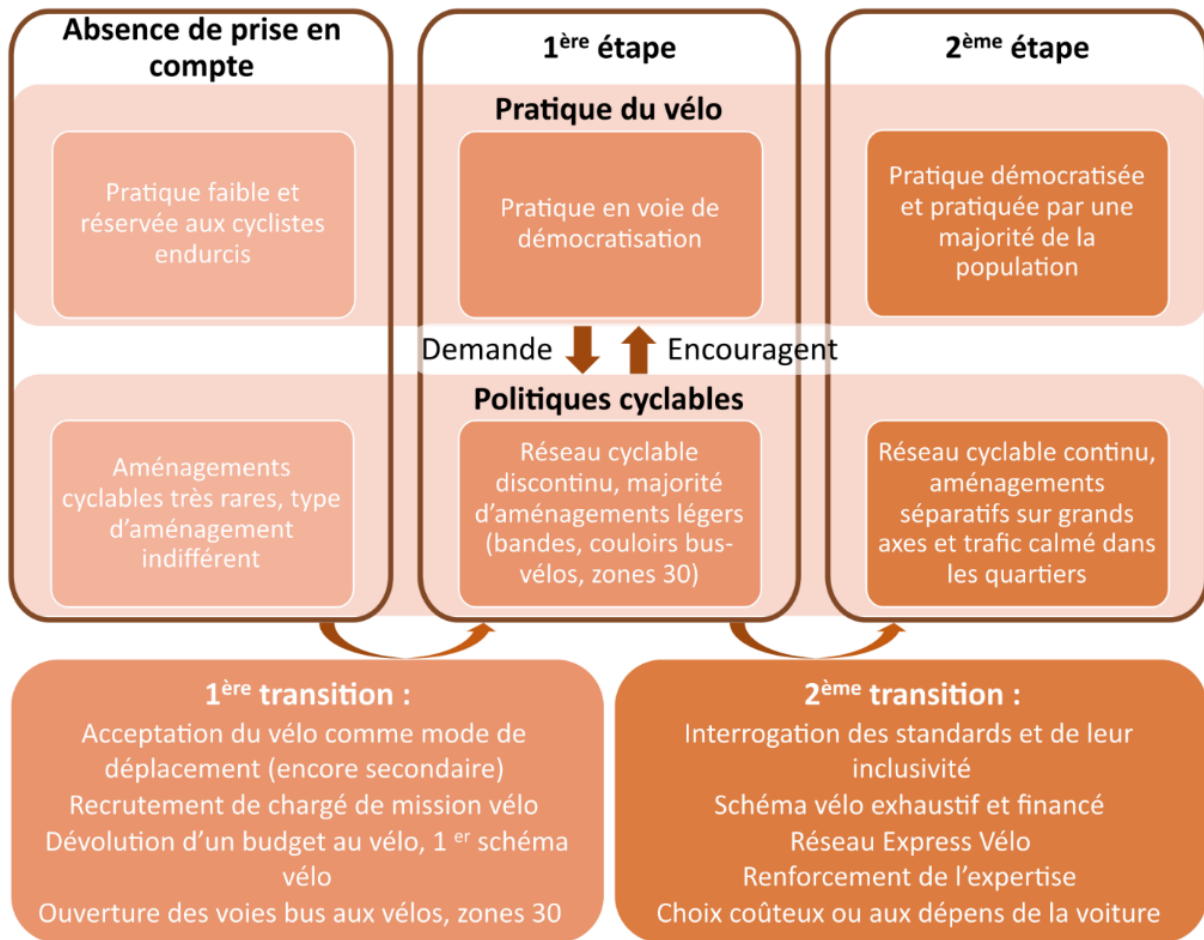 Absence de prise en
compte
1ère étape
2ème étape
Pratique du vélo
Pratique faible et
réservée aux cyclistes
endurcis
Pratique en voie de
démocratisation
Pratique démocratisée
et pratiquée par une
majorité de la
population
Demande
Encouragent
Politiques cyclables
Aménagements
cyclables très rares, type
d'aménagement
indifférent
Réseau cyclable
discontinu, majorité
d'aménagements légers
(bandes, couloirs bus-
vélos, zones 30)
Réseau cyclable continu,
aménagements
séparatifs sur grands
axes et trafic calmé dans
les quartiers
1ère transition :
Acceptation du vélo comme mode de
déplacement (encore secondaire)
Recrutement de chargé de mission vélo
Dévolution d'un budget au vélo, 1 er schéma
vélo
Ouverture des voies bus aux vélos, zones 30
2ème transition :
Interrogation des standards et de leur
inclusivité
Schéma vélo exhaustif et financé
Réseau Express Vélo
Renforcement de l'expertise
Choix coûteux ou aux dépens de la voiture